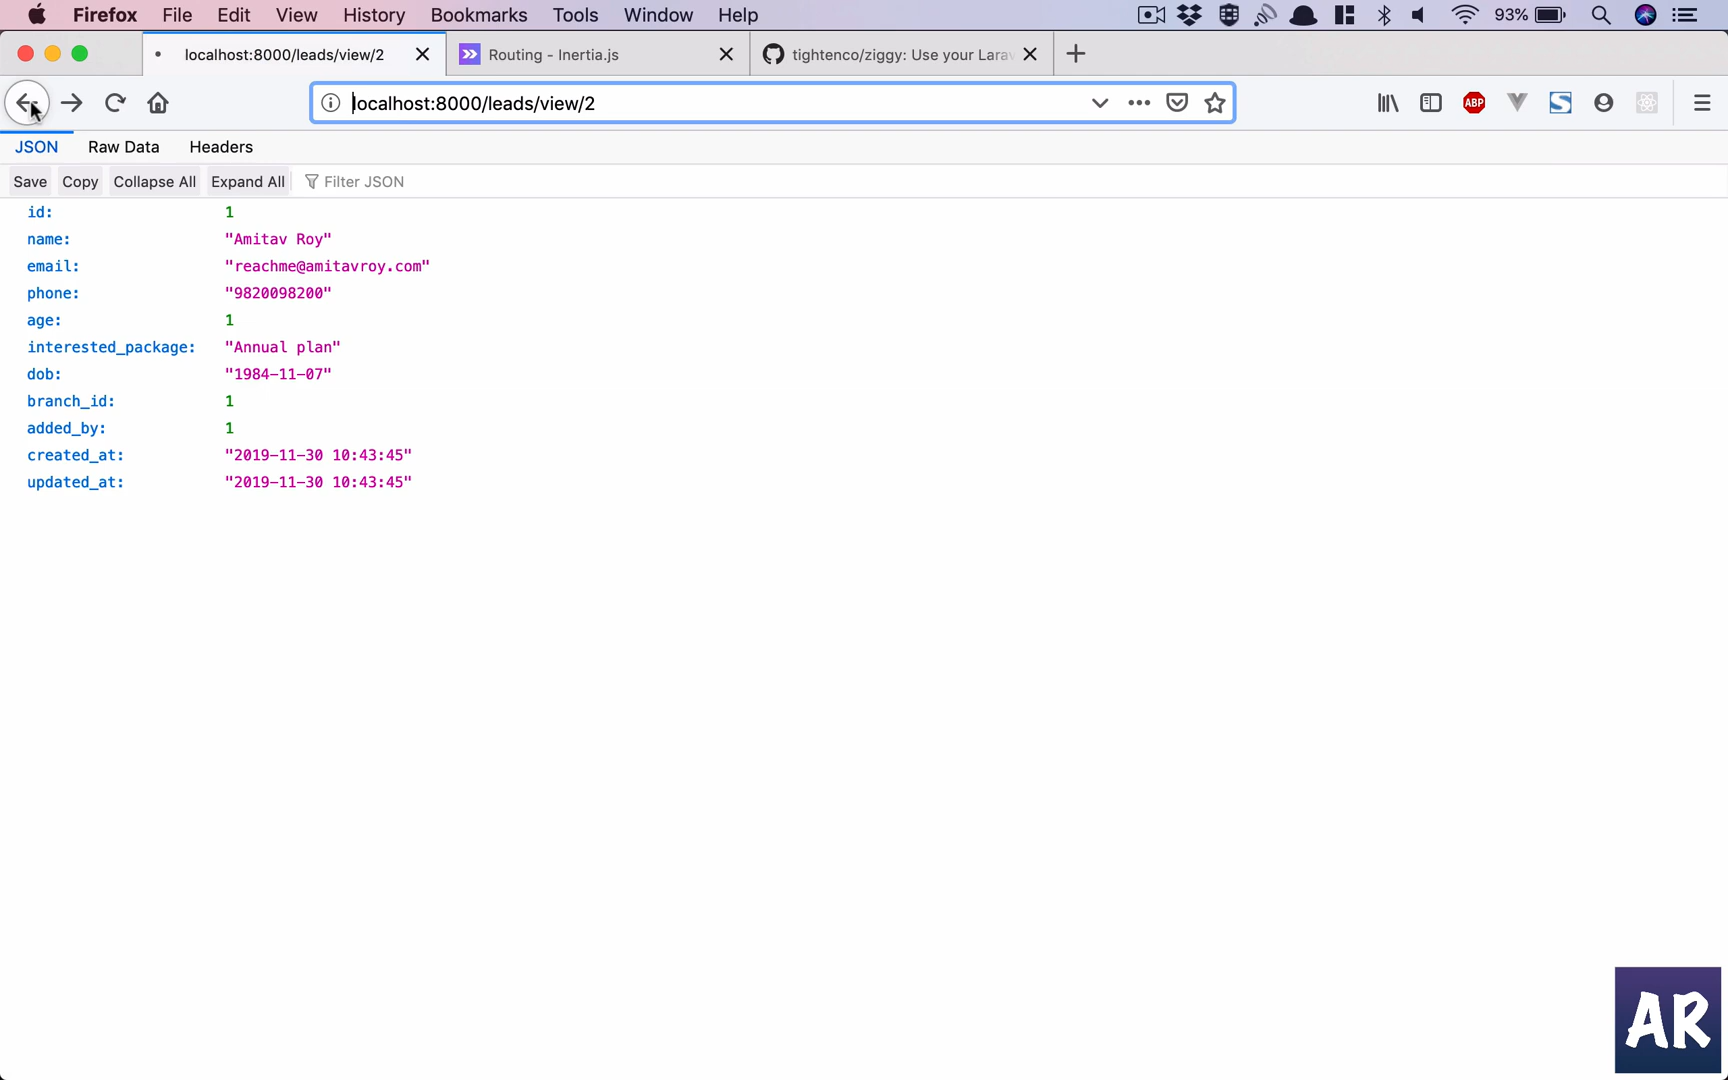 Firefox File Edit View History Bookmarks Tools Window Help 93%
localhost:8000/leads/view/2 Routing - Inertia.js tightenco/ziggy: Use your Larav
localhost:8000/leads/view/2 ABP
JSON Raw Data Headers
Save Copy Collapse All Expand All Filter JSON
id: 1
name: "Amitav Roy"
email: "reachme@amitavroy.com"
phone: "9820098200"
age: 1
interested_package: "Annual plan"
dob: "1984-11-07"
branch_id: 1
added_by: 1
created_at: "2019-11-30 10:43:45"
updated_at: "2019-11-30 10:43:45"
AR